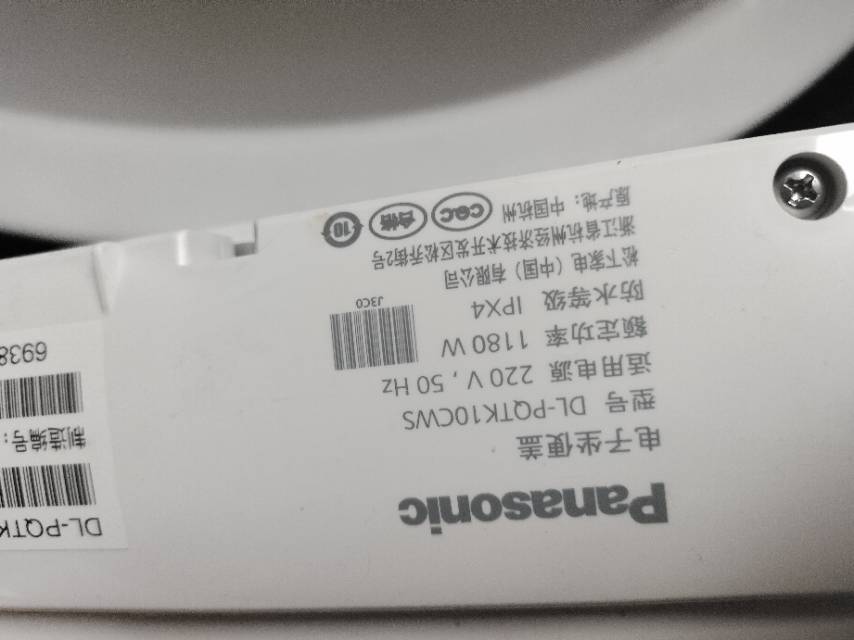 Panasonic
电子坐便盖
型号 DL-PQTK10CWS
适用电源 220 V , 50 Hz
额定功率 1180 W
防水等级 IPX4
松下家电（中国）有限公司
浙江省杭州经济技术开发区松乔街2号
原产地：中国杭州
J3C0
CQC
合格
10
DL-PQTK
制造编号：
6938